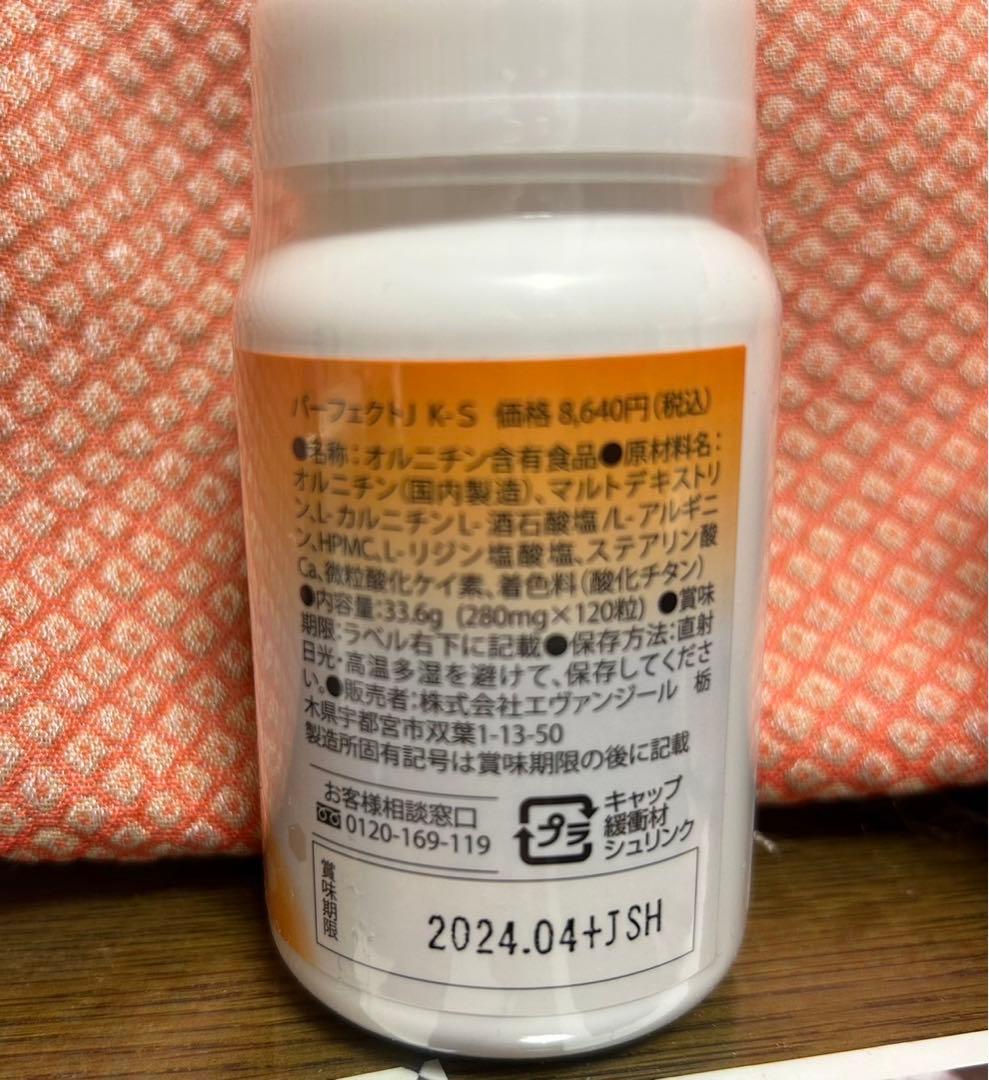 パーフェクトJ K-S 価格 8,640円(税込)
●名称:オルニチン含有食品●原材料名:
オルニチン(国内製造)、マルトデキストリ
ン、L-カルニチンL-酒石酸塩/L-アルギニ
ン、HPMC、L-リジン塩酸塩、ステアリン酸
Ca、微粒酸化ケイ素、着色料(酸化チタン)
●内容量:33.6g (280mg×120粒) ●賞味
期限:ラベル右下に記載●保存方法:直射
日光・高温多湿を避けて、保存してくださ
い。●販売者:株式会社エヴァンジール 栃
木県宇都宮市双葉1-13-50
製造所固有記号は賞味期限の後に記載
お客様相談窓口
0120-169-119
プラ
キャップ
緩衝材
シュリンク
賞味期限
2024.04+JSH